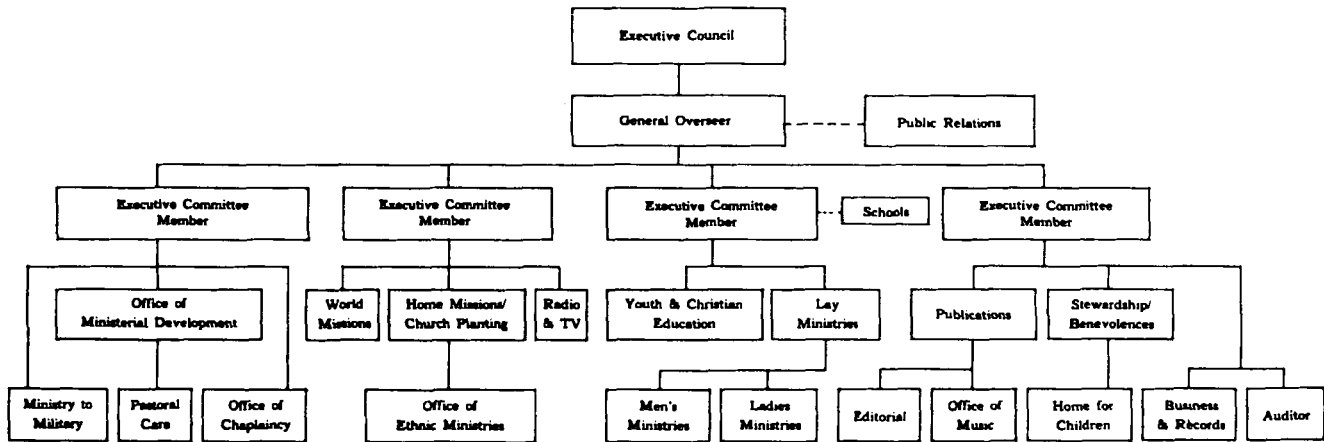 Executive Council
General Overseer
Public Relations
Executive Committee
Member
Executive Committee
Member
Executive Committee
Member
Schools
Executive Committee
Member
Office of
Ministerial Development
World
Missions
Home Missions/
Church Planting
Radio
& TV
Youth & Christian
Education
Lay
Ministries
Publications
Stewardship/
Benevolences
Ministry to
Military
Pastoral
Care
Office of
Chaplaincy
Office of
Ethnic Ministries
Men's
Ministries
Ladies
Ministries
Editorial
Office of
Music
Home for
Children
Business
& Records
Auditor